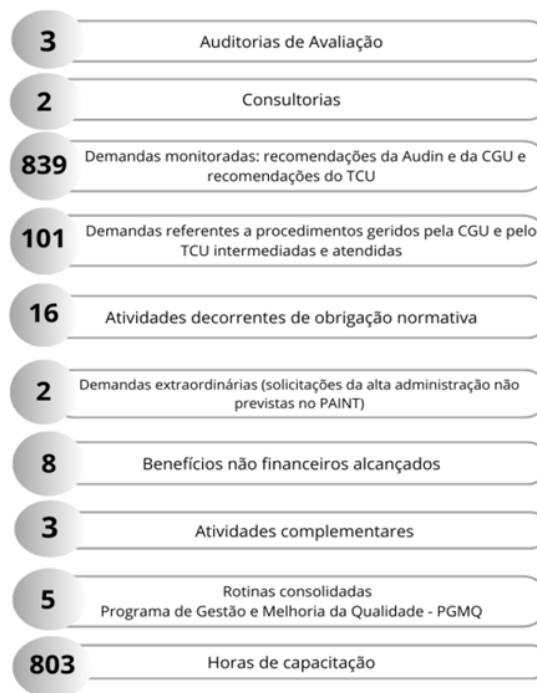 3
Auditorias de Avaliação
2
Consultorias
839
Demandas monitoradas: recomendações da Audin e da CGU e
recomendações do TCU
101
Demandas referentes a procedimentos geridos pela CGU e pelo
TCU intermediadas e atendidas
16
Atividades decorrentes de obrigação normativa
2
Demandas extraordinárias (solicitações da alta administração não
previstas no PAINT)
8
Benefícios não financeiros alcançados
3
Atividades complementares
5
Rotinas consolidadas
Programa de Gestão e Melhoria da Qualidade - PGMQ
803
Horas de capacitação